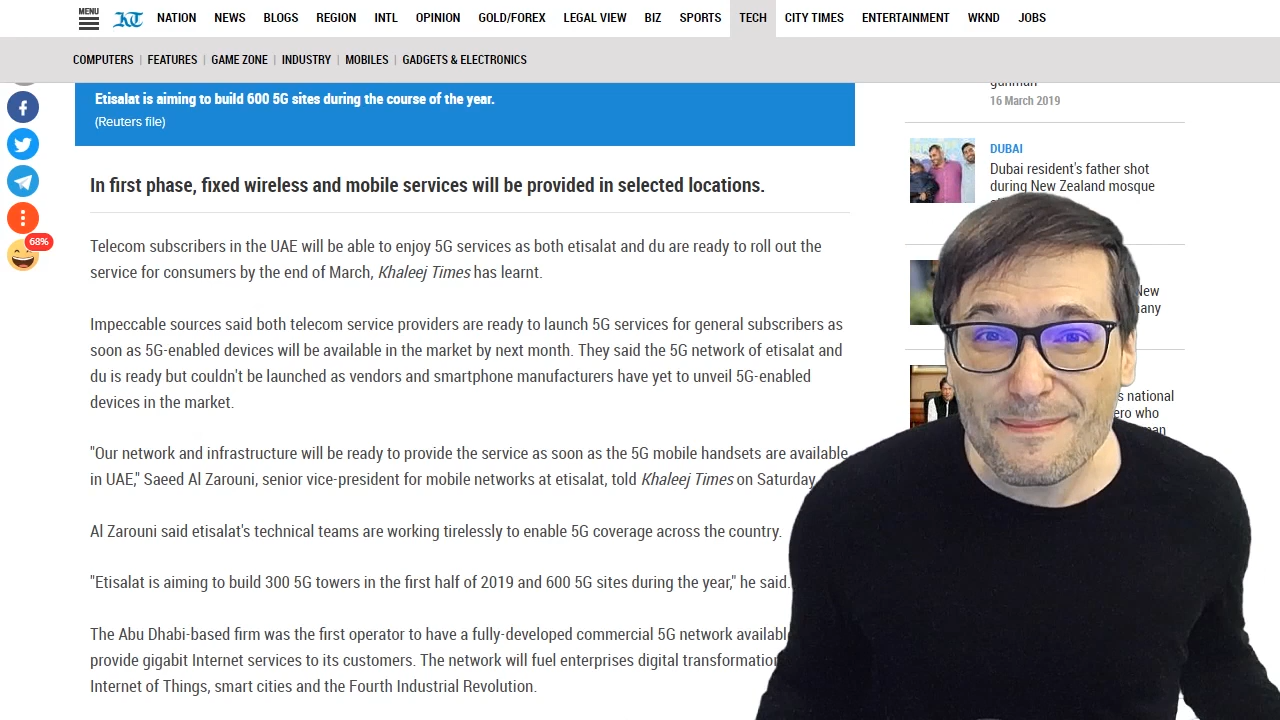 MENU
KT NATION NEWS BLOGS REGION INTL OPINION GOLD/FOREX LEGAL VIEW BIZ SPORTS TECH CITY TIMES ENTERTAINMENT WKND JOBS
COMPUTERS | FEATURES | GAME ZONE | INDUSTRY | MOBILES | GADGETS & ELECTRONICS
Etisalat is aiming to build 600 5G sites during the course of the year.
(Reuters file)
In first phase, fixed wireless and mobile services will be provided in selected locations.
68%
Telecom subscribers in the UAE will be able to enjoy 5G services as both etisalat and du are ready to roll out the
service for consumers by the end of March, Khaleej Times has learnt.
Impeccable sources said both telecom service providers are ready to launch 5G services for general subscribers as
soon as 5G-enabled devices will be available in the market by next month. They said the 5G network of etisalat and
du is ready but couldn't be launched as vendors and smartphone manufacturers have yet to unveil 5G-enabled
devices in the market.
"Our network and infrastructure will be ready to provide the service as soon as the 5G mobile handsets are available
in UAE," Saeed Al Zarouni, senior vice-president for mobile networks at etisalat, told Khaleej Times on Saturday
Al Zarouni said etisalat's technical teams are working tirelessly to enable 5G coverage across the country.
"Etisalat is aiming to build 300 5G towers in the first half of 2019 and 600 5G sites during the year," he said.
The Abu Dhabi-based firm was the first operator to have a fully-developed commercial 5G network
provide gigabit Internet services to its customers. The network will fuel enterprises digital
Internet of Things, smart cities and the Fourth Industrial Revolution.
gunman
16 March 2019
DUBAI
Dubai resident's father shot
during New Zealand mosque
New
national